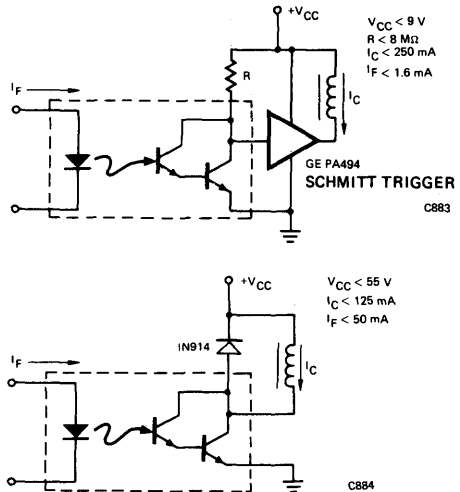 +VCC
VCC < 9 V
R < 8 MΩ
IC < 250 mA
IF < 1.6 mA
IF
R
IC
GE PA494
SCHMITT TRIGGER
C883
+VCC
VCC < 55 V
IC < 125 mA
IF < 50 mA
IN914
IF
IC
C884